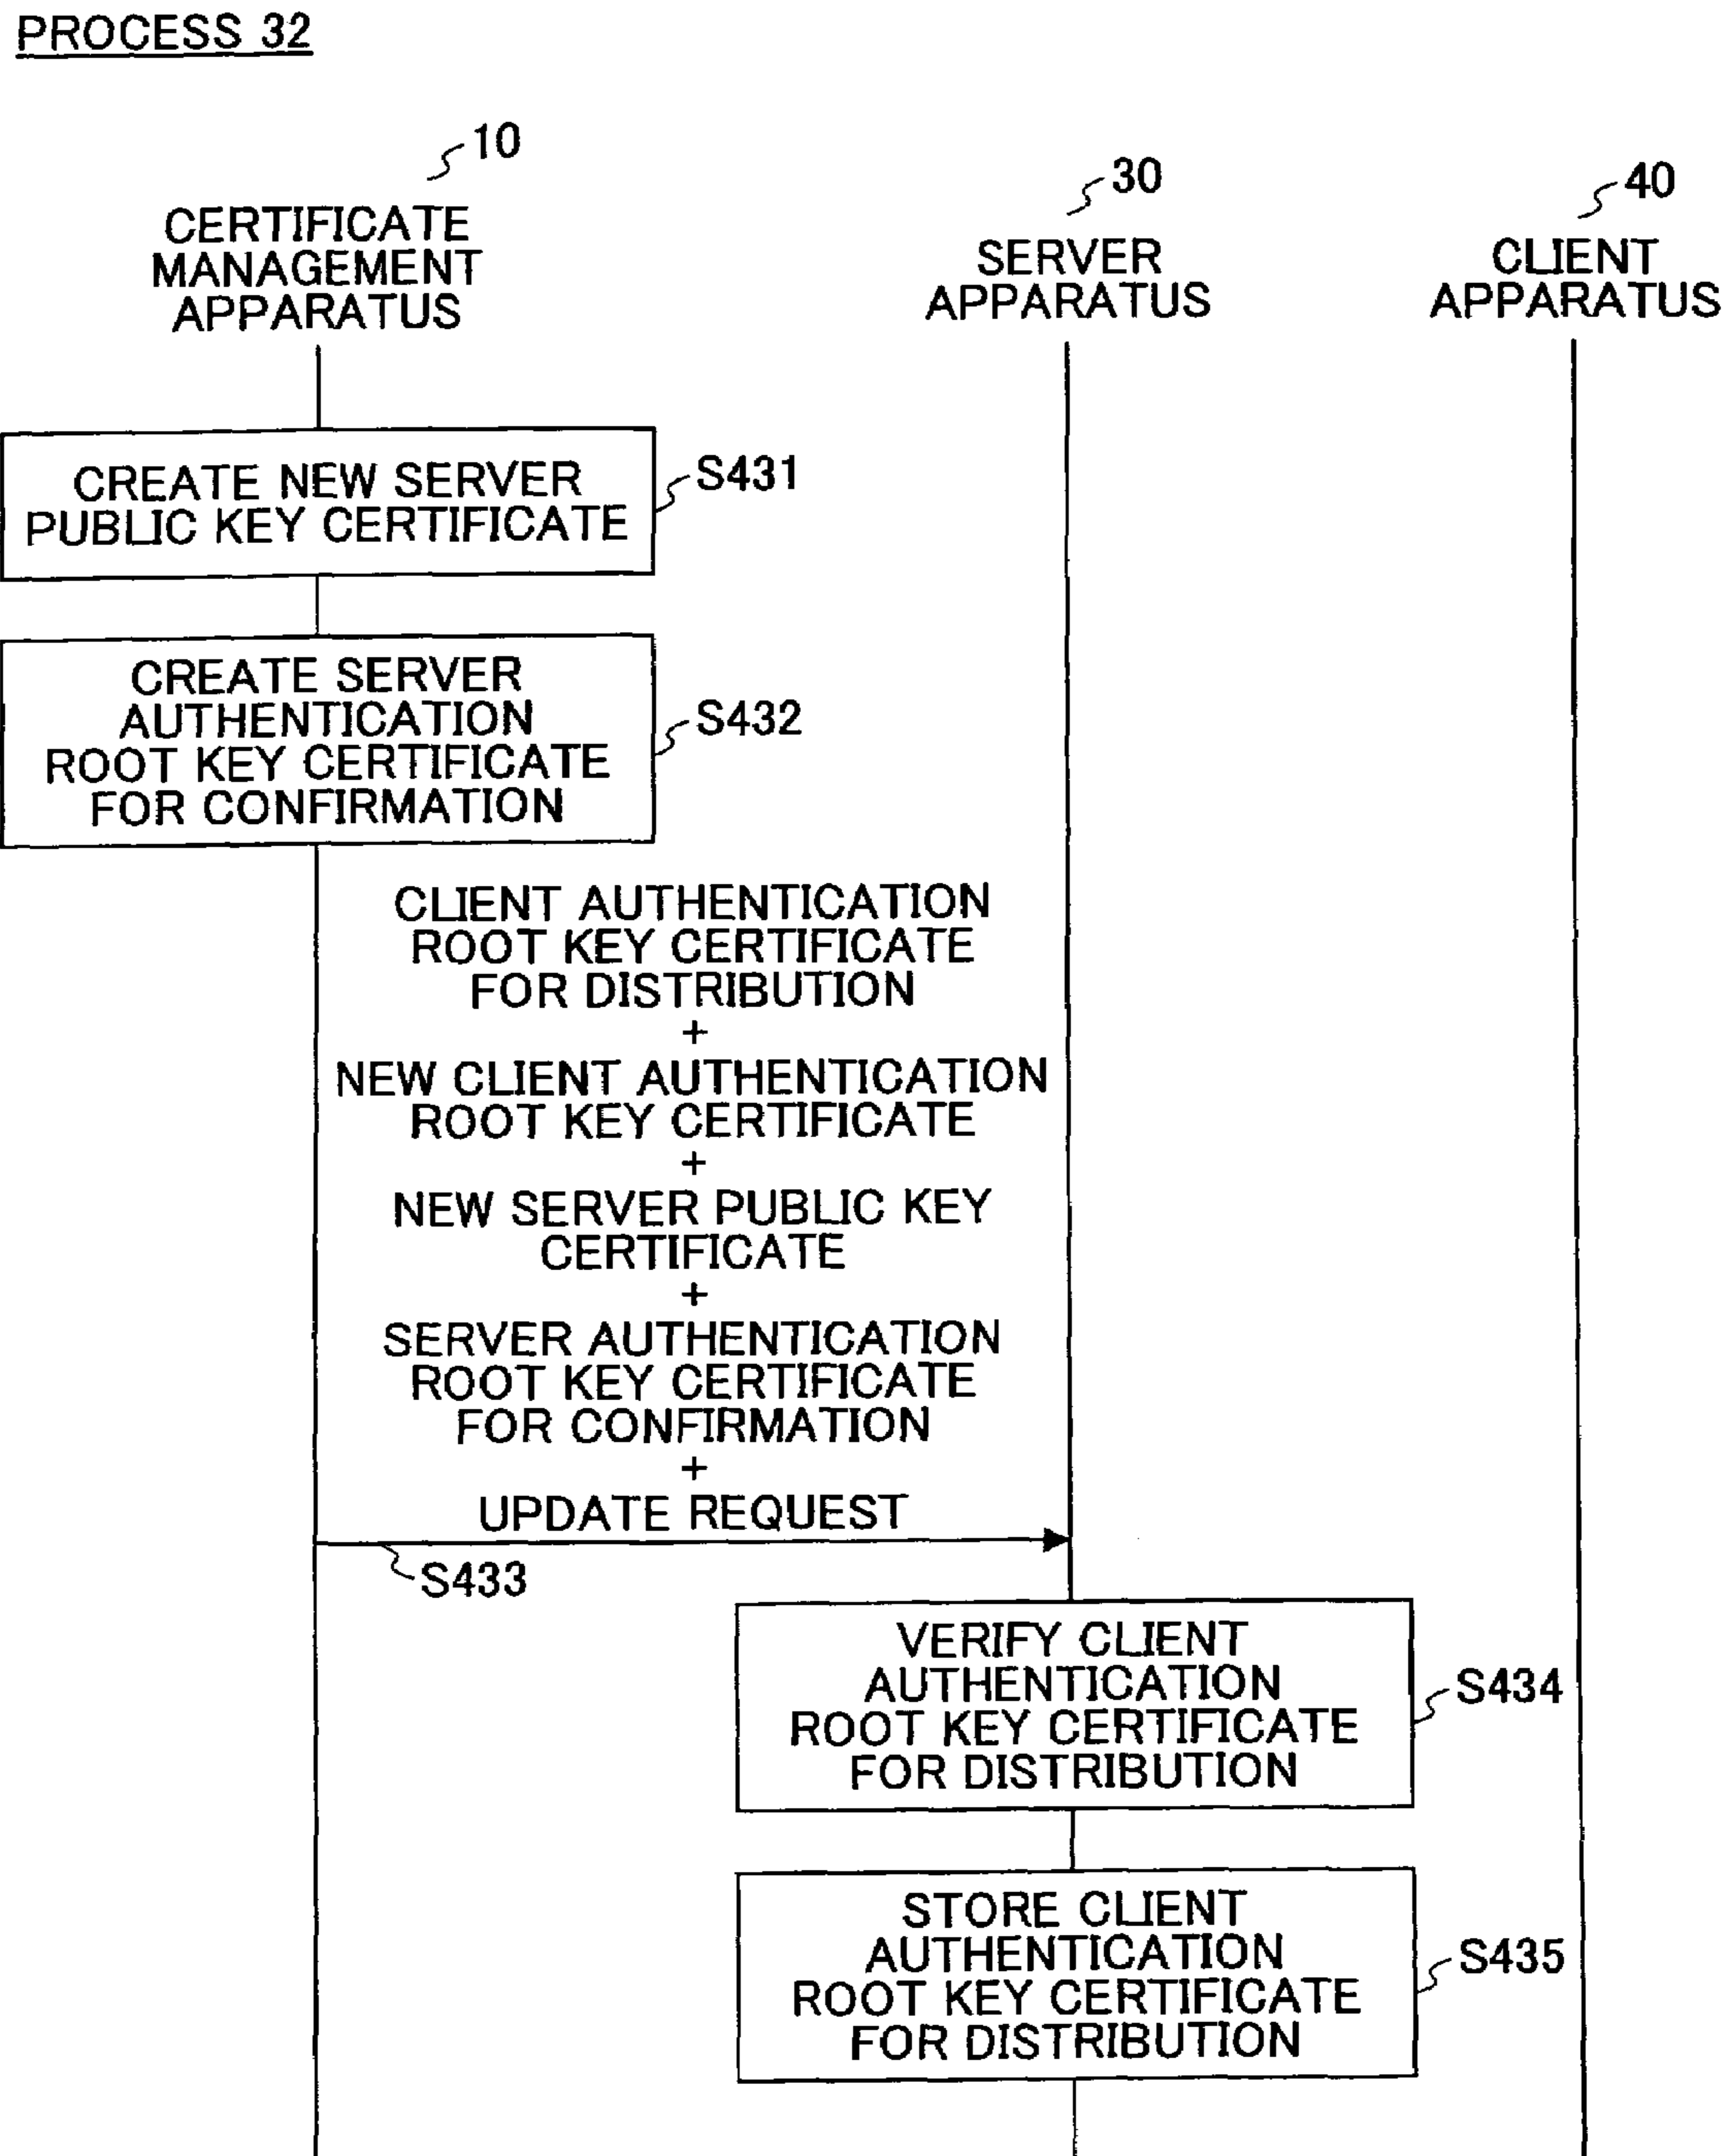 PROCESS 32
10
CERTIFICATE
MANAGEMENT
APPARATUS
30
SERVER
APPARATUS
40
CLIENT
APPARATUS
CREATE NEW SERVER
PUBLIC KEY CERTIFICATE
S431
CREATE SERVER
AUTHENTICATION
ROOT KEY CERTIFICATE
FOR CONFIRMATION
S432
CLIENT AUTHENTICATION
ROOT KEY CERTIFICATE
FOR DISTRIBUTION
+
NEW CLIENT AUTHENTICATION
ROOT KEY CERTIFICATE
+
NEW SERVER PUBLIC KEY
CERTIFICATE
+
SERVER AUTHENTICATION
ROOT KEY CERTIFICATE
FOR CONFIRMATION
+
UPDATE REQUEST
S433
VERIFY CLIENT
AUTHENTICATION
ROOT KEY CERTIFICATE
FOR DISTRIBUTION
S434
STORE CLIENT
AUTHENTICATION
ROOT KEY CERTIFICATE
FOR DISTRIBUTION
S435